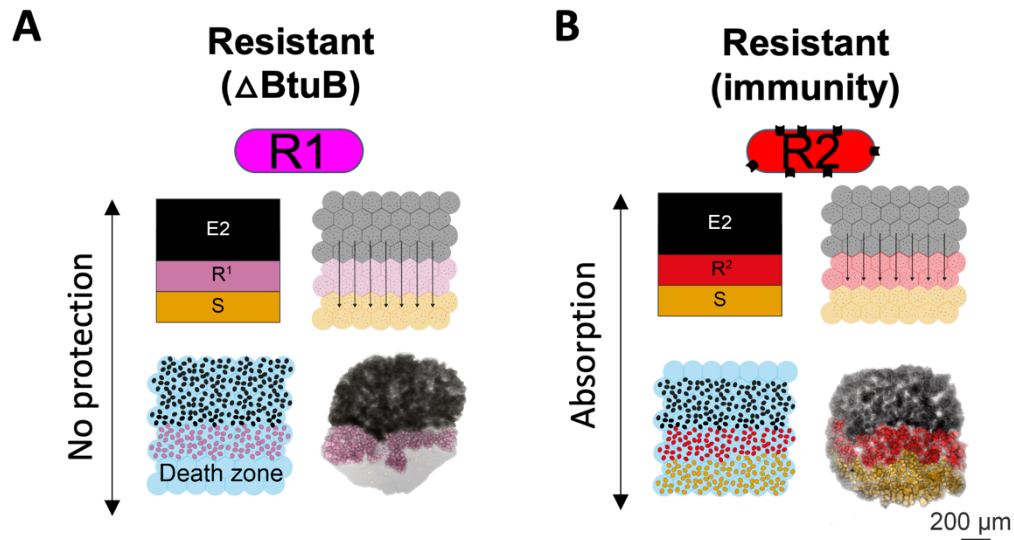 A
Resistant
(△BtuB)
R1
No protection
E2
R¹
S
Death zone
B
Resistant
(immunity)
R2
Absorption
E2
R²
S
200 µm